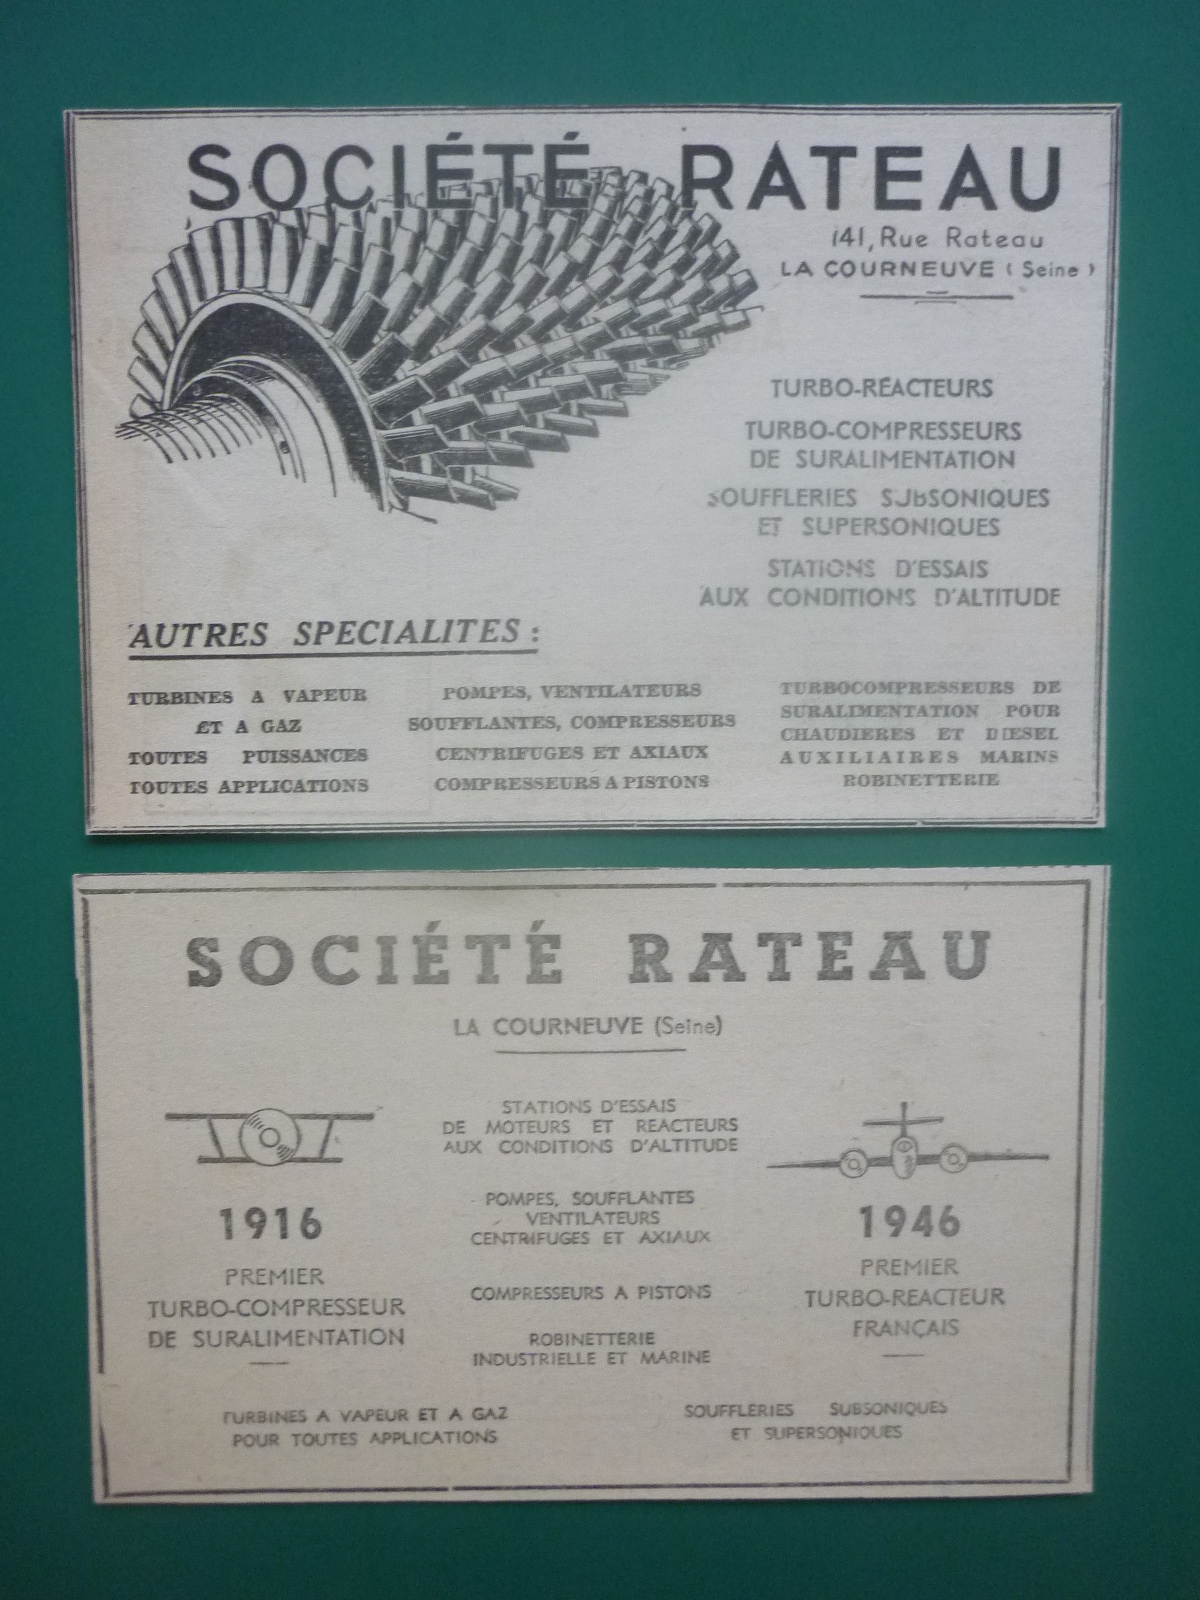 SOCIÉTÉ RATEAU
141, Rue Rateau
LA COURNEUVE (Seine)
TURBO-RÉACTEURS
TURBO-COMPRESSEURS
DE SURALIMENTATION
SOUFFLERIES SUBSONIQUES
ET SUPERSONIQUES
STATIONS D'ESSAIS
AUX CONDITIONS D'ALTITUDE
AUTRES SPECIALITES :
TURBINES A VAPEUR
ET A GAZ
TOUTES PUISSANCES
TOUTES APPLICATIONS
POMPES, VENTILATEURS
SOUFFLANTES, COMPRESSEURS
CENTRIFUGES ET AXIAUX
COMPRESSEURS A PISTONS
TURBOCOMPRESSEURS DE
SURALIMENTATION POUR
CHAUDIERES ET DIESEL
AUXILIAIRES MARINS
ROBINETTERIE
SOCIÉTÉ RATEAU
LA COURNEUVE (Seine)
1916
PREMIER
TURBO-COMPRESSEUR
DE SURALIMENTATION
STATIONS D'ESSAIS
DE MOTEURS ET REACTEURS
AUX CONDITIONS D'ALTITUDE
POMPES, SOUFFLANTES
VENTILATEURS
CENTRIFUGES ET AXIAUX
COMPRESSEURS A PISTONS
ROBINETTERIE
INDUSTRIELLE ET MARINE
1946
PREMIER
TURBO-REACTEUR
FRANÇAIS
TURBINES A VAPEUR ET A GAZ
POUR TOUTES APPLICATIONS
SOUFFLERIES SUBSONIQUES
ET SUPERSONIQUES